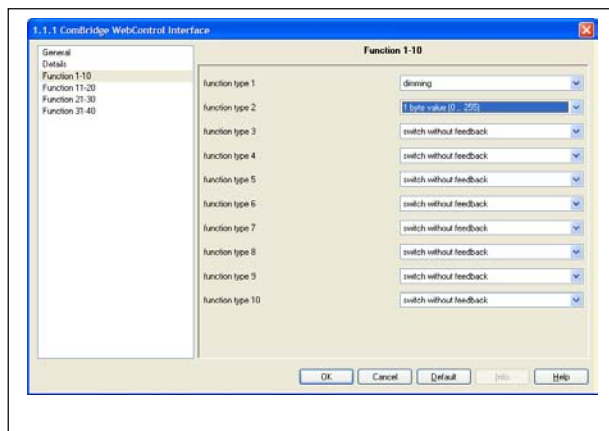 1.1.1 ComBridge WebControl Interface
General
Details
Function 1-10
Function 11-20
Function 21-30
Function 31-40
Function 1-10
function type 1 dimming
function type 2 1 byte value (0 .. 255)
function type 3 switch without feedback
function type 4 switch without feedback
function type 5 switch without feedback
function type 6 switch without feedback
function type 7 switch without feedback
function type 8 switch without feedback
function type 9 switch without feedback
function type 10 switch without feedback
OK Cancel Default Info Help